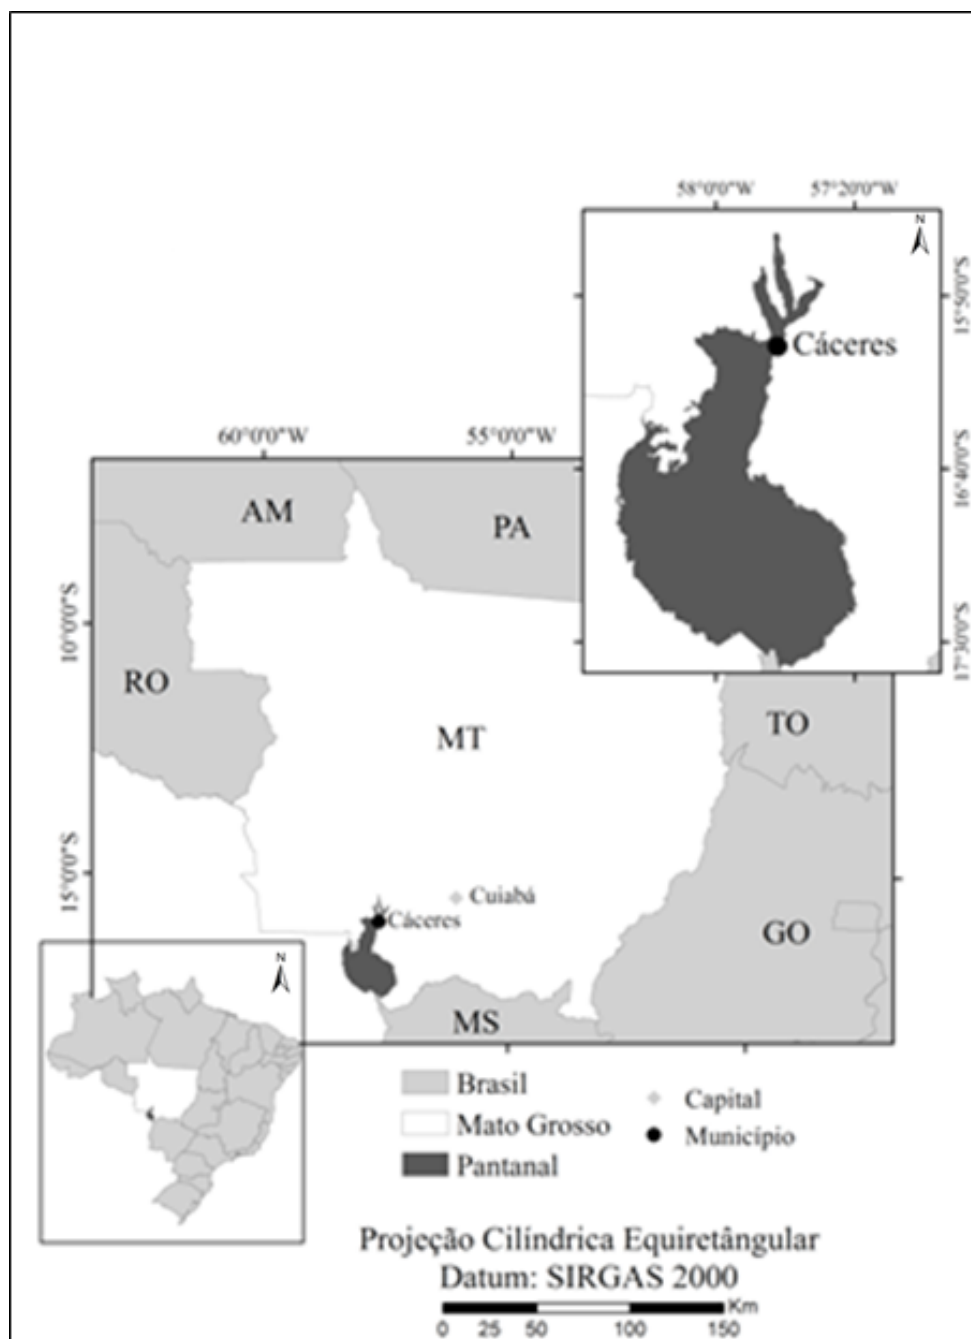 58°0'0"W 57°20'0"W
N
15°50'0"S
Cáceres
60°0'0"W 55°0'0"W
16°40'0"S
AM
PA
10°0'0"S
17°30'0"S
RO
TO
MT
15°0'0"S
Cuiabá
Cáceres
GO
N
MS
Brasil
Capital
Mato Grosso
Município
Pantanal
Projeção Cilíndrica Equiretângular
Datum: SIRGAS 2000
Km
0 25 50 100 150